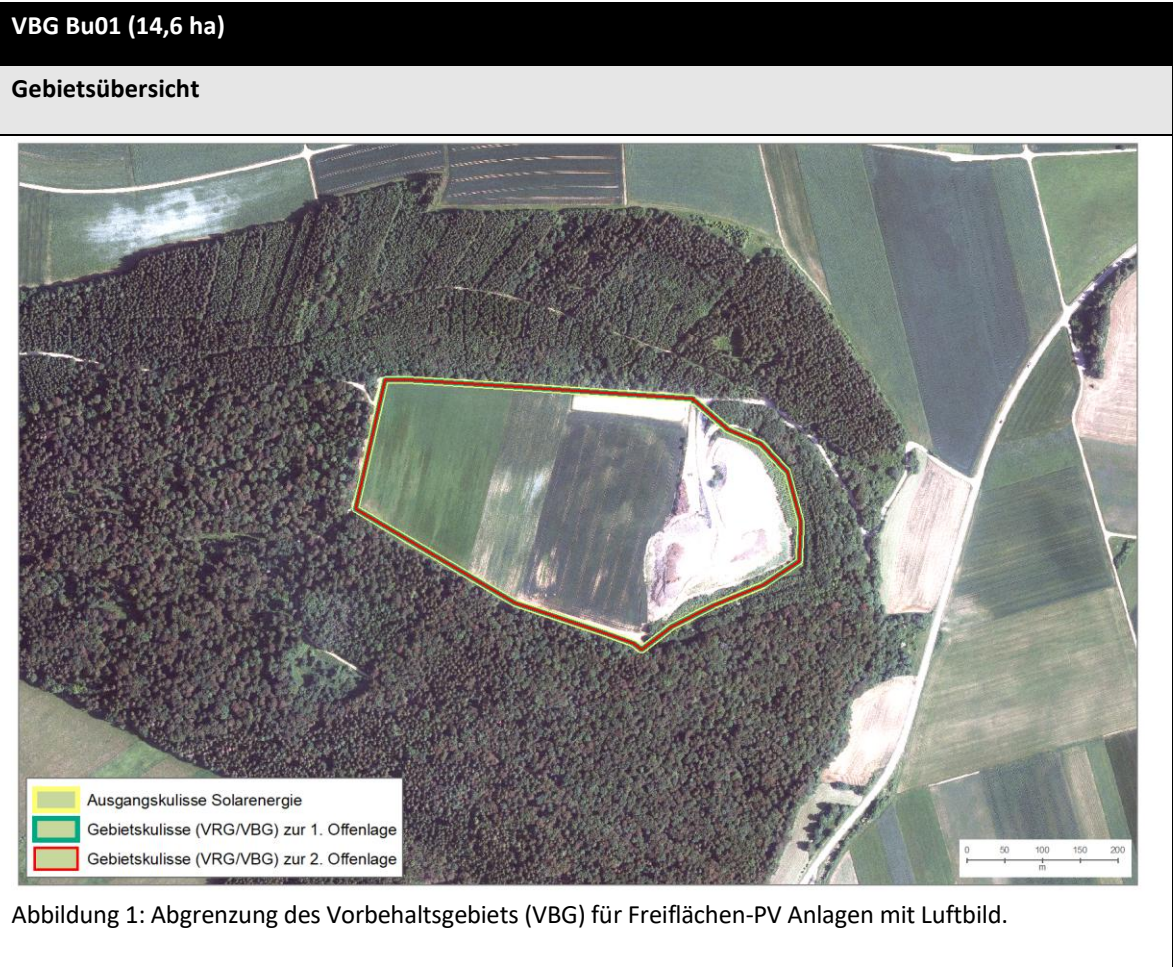 VBG Bu01 (14,6 ha)
Gebietsübersicht
Ausgangskulisse Solarenergie
Gebietskulisse (VRG/VBG) zur 1. Offenlage
Gebietskulisse (VRG/VBG) zur 2. Offenlage
0 50 100 150 200
m
Abbildung 1: Abgrenzung des Vorbehaltsgebiets (VBG) für Freiflächen-PV Anlagen mit Luftbild.